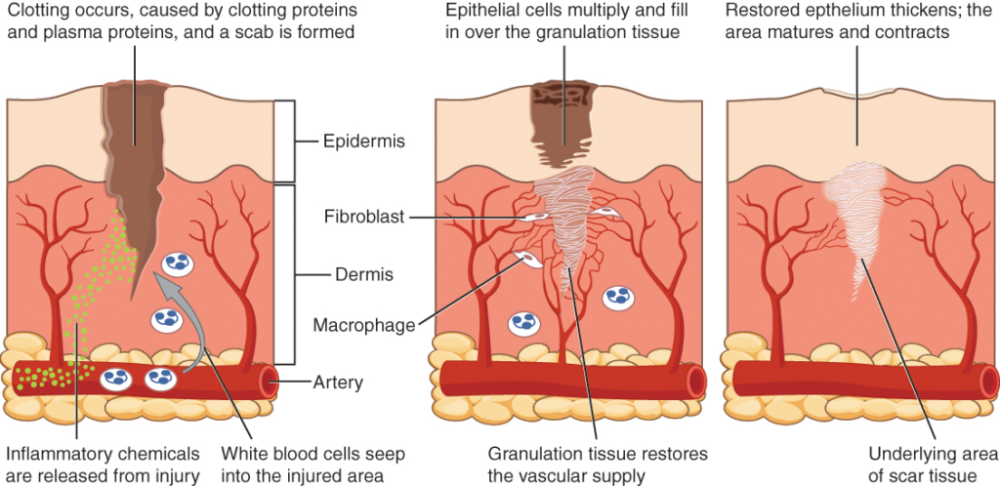 Clotting occurs, caused by clotting proteins
and plasma proteins, and a scab is formed
Epithelial cells multiply and fill
in over the granulation tissue
Restored epthelium thickens; the
area matures and contracts
Epidermis
Fibroblast
Dermis
Macrophage
Artery
Inflammatory chemicals
are released from injury
White blood cells seep
into the injured area
Granulation tissue restores
the vascular supply
Underlying area
of scar tissue